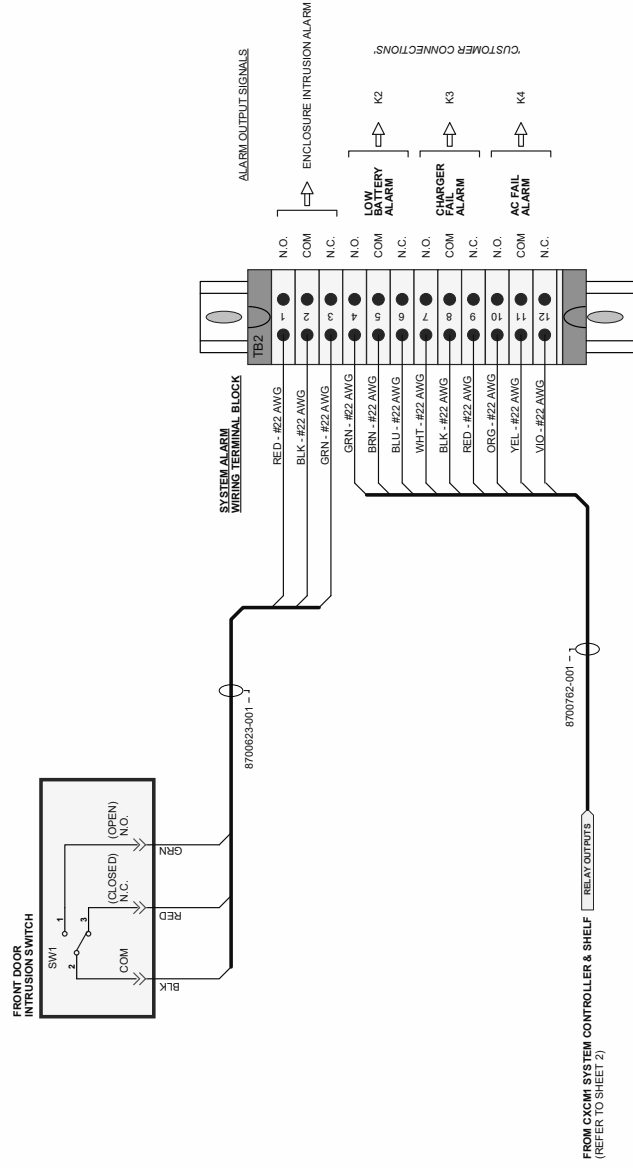 ALARM OUTPUT SIGNALS
ENCLOSURE INTRUSION ALARM
'CUSTOMER CONNECTIONS'
K2
K3
K4
LOW
BATTERY
ALARM
CHARGER
FAIL
ALARM
AC FAIL
ALARM
N.O.
COM
N.C.
N.O.
COM
N.C.
N.O.
COM
N.C.
N.O.
COM
N.C.
TB2
1
2
3
4
5
6
7
8
9
10
11
12
SYSTEM ALARM
WIRING TERMINAL BLOCK
RED - #22 AWG
BLK - #22 AWG
GRN - #22 AWG
GRN - #22 AWG
BRN - #22 AWG
BLU - #22 AWG
WHT - #22 AWG
BLK - #22 AWG
RED - #22 AWG
ORG - #22 AWG
YEL - #22 AWG
VIO - #22 AWG
8700623-001
8700762-001
FRONT DOOR
INTRUSION SWITCH
SW1
1
2
3
COM
(CLOSED)
N.C.
(OPEN)
N.O.
BLK
RED
GRN
RELAY OUTPUTS
FROM CXCM1 SYSTEM CONTROLLER & SHELF
(REFER TO SHEET 2)